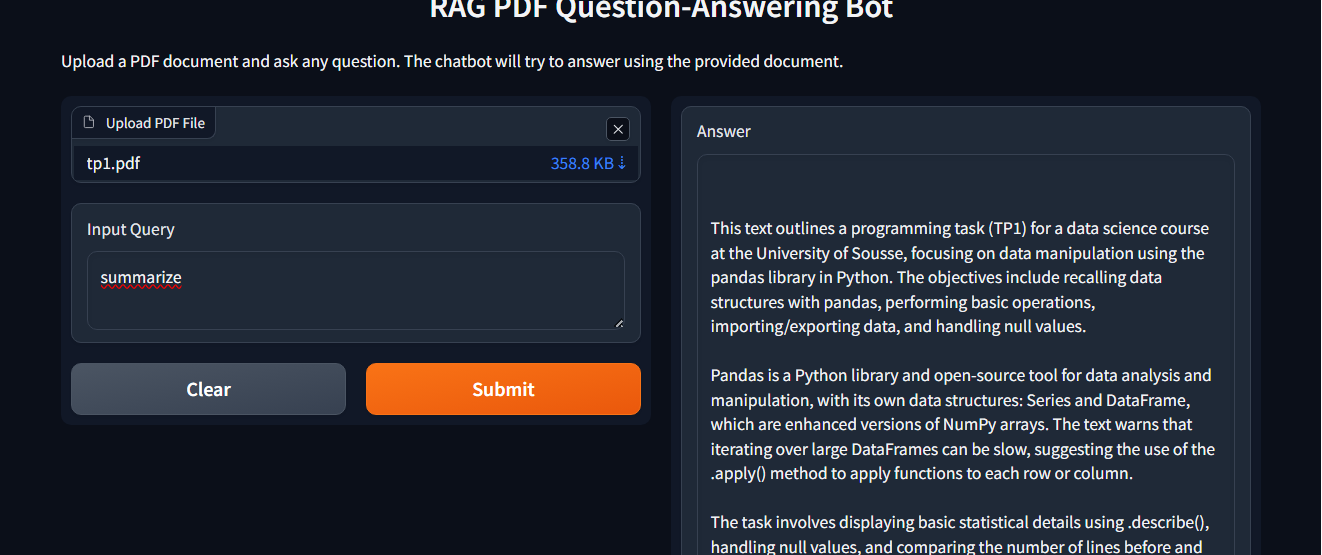 RAG PDF Question-Answering Bot
Upload a PDF document and ask any question. The chatbot will try to answer using the provided document.
Upload PDF File
tp1.pdf
358.8 KB ⇣
Input Query
summarize
Clear
Submit
Answer
This text outlines a programming task (TP1) for a data science course
at the University of Sousse, focusing on data manipulation using the
pandas library in Python. The objectives include recalling data
structures with pandas, performing basic operations,
importing/exporting data, and handling null values.
Pandas is a Python library and open-source tool for data analysis and
manipulation, with its own data structures: Series and DataFrame,
which are enhanced versions of NumPy arrays. The text warns that
iterating over large DataFrames can be slow, suggesting the use of the
.apply() method to apply functions to each row or column.
The task involves displaying basic statistical details using .describe(),
handling null values, and comparing the number of lines before and